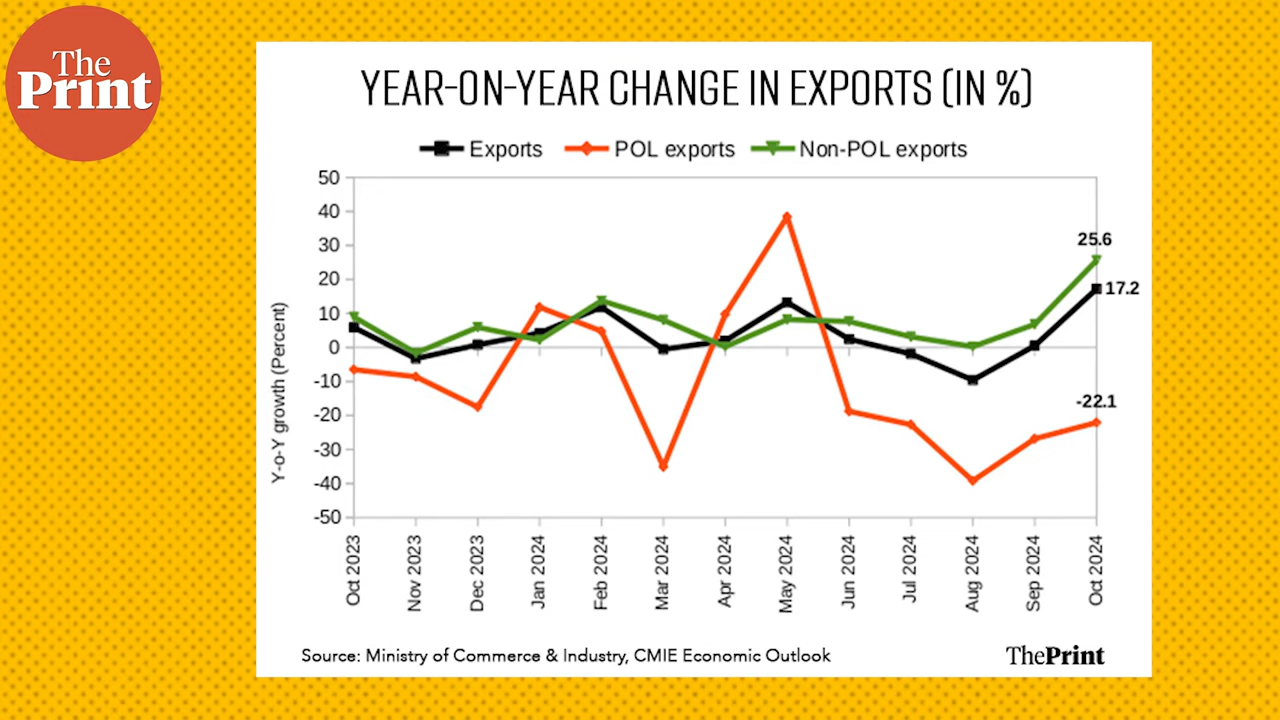 The
Print
YEAR-ON-YEAR CHANGE IN EXPORTS (IN %)
Exports POL exports Non-POL exports
50
40
30
20
10
0
-10
-20
-30
-40
-50
Y-o-Y growth (Percent)
25.6
17.2
-22.1
Oct 2023
Nov 2023
Dec 2023
Jan 2024
Feb 2024
Mar 2024
Apr 2024
May 2024
Jun 2024
Jul 2024
Aug 2024
Sep 2024
Oct 2024
Source: Ministry of Commerce & Industry, CMIE Economic Outlook
ThePrint